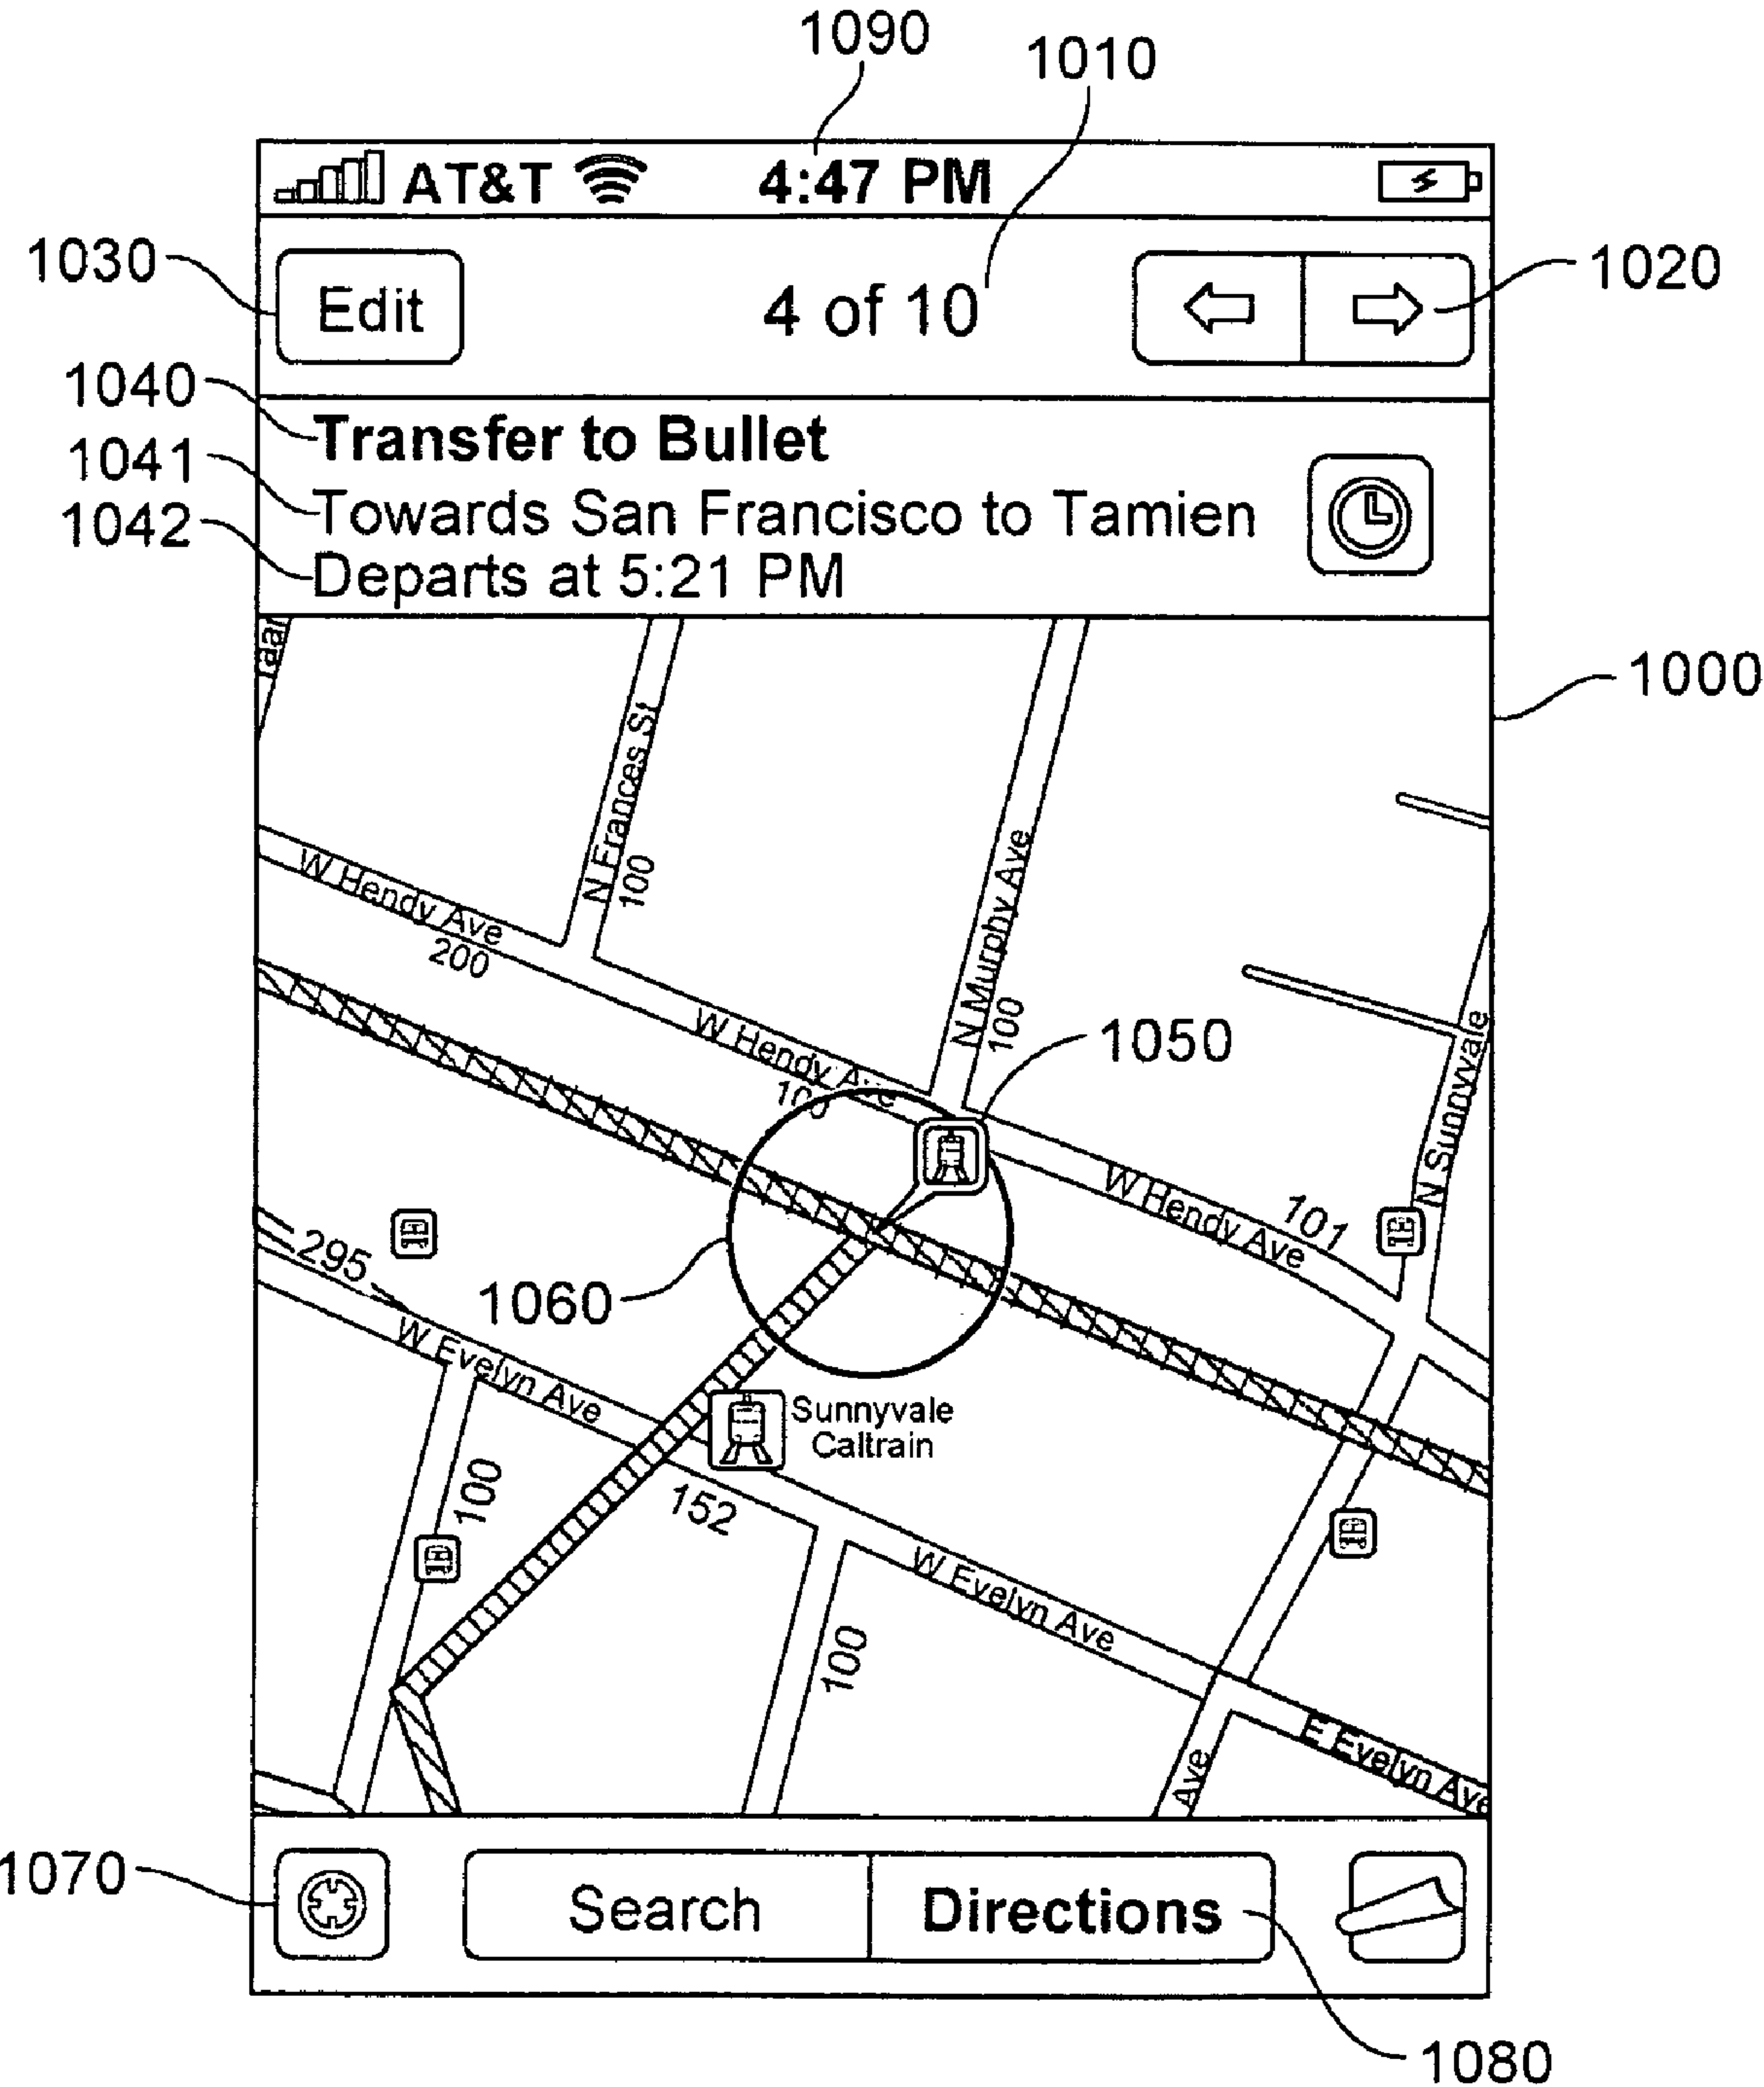 1090
1010
AT&T 4:47 PM
1030
Edit
4 of 10
1020
1040
Transfer to Bullet
1041
Towards San Francisco to Tamien
1042
Departs at 5:21 PM
1000
N Frances St
100
N Murphy Ave
100
W Hendy Ave
200
W Hendy Ave
100
1050
N Sunnyvale
W Hendy Ave
101
295
1060
W Evelyn Ave
Sunnyvale
Caltrain
100
152
W Evelyn Ave
100
Ave
E Evelyn Ave
1070
Search
Directions
1080